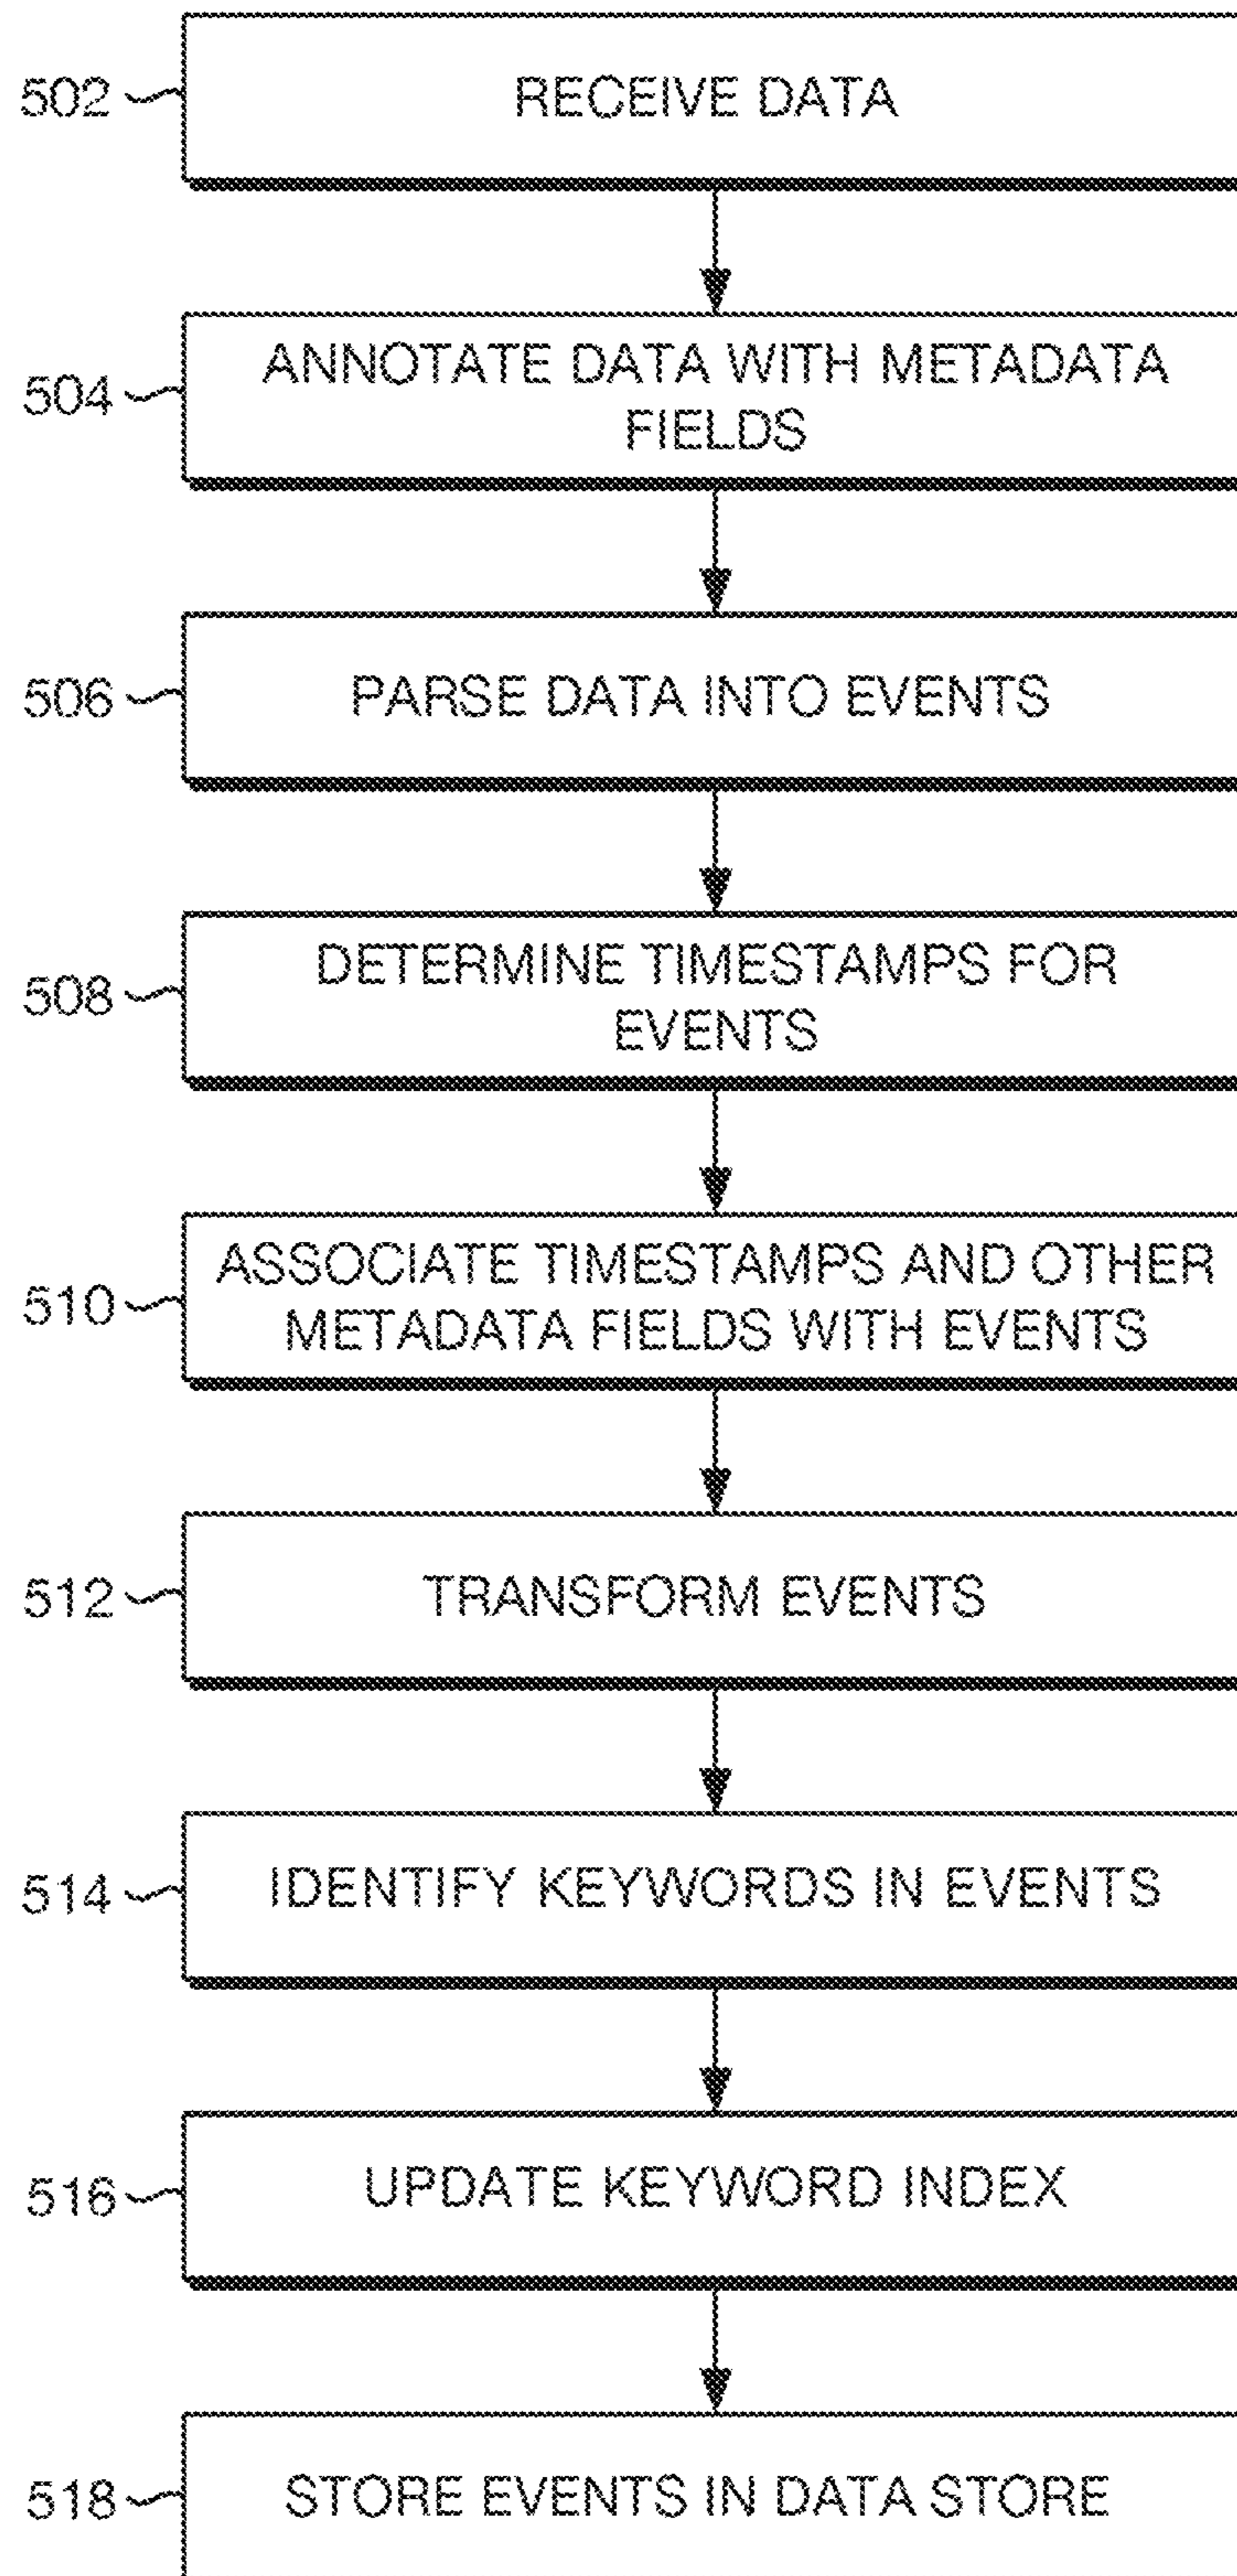 502 RECEIVE DATA
504 ANNOTATE DATA WITH METADATA
FIELDS
506 PARSE DATA INTO EVENTS
508 DETERMINE TIMESTAMPS FOR
EVENTS
510 ASSOCIATE TIMESTAMPS AND OTHER
METADATA FIELDS WITH EVENTS
512 TRANSFORM EVENTS
514 IDENTIFY KEYWORDS IN EVENTS
516 UPDATE KEYWORD INDEX
518 STORE EVENTS IN DATA STORE